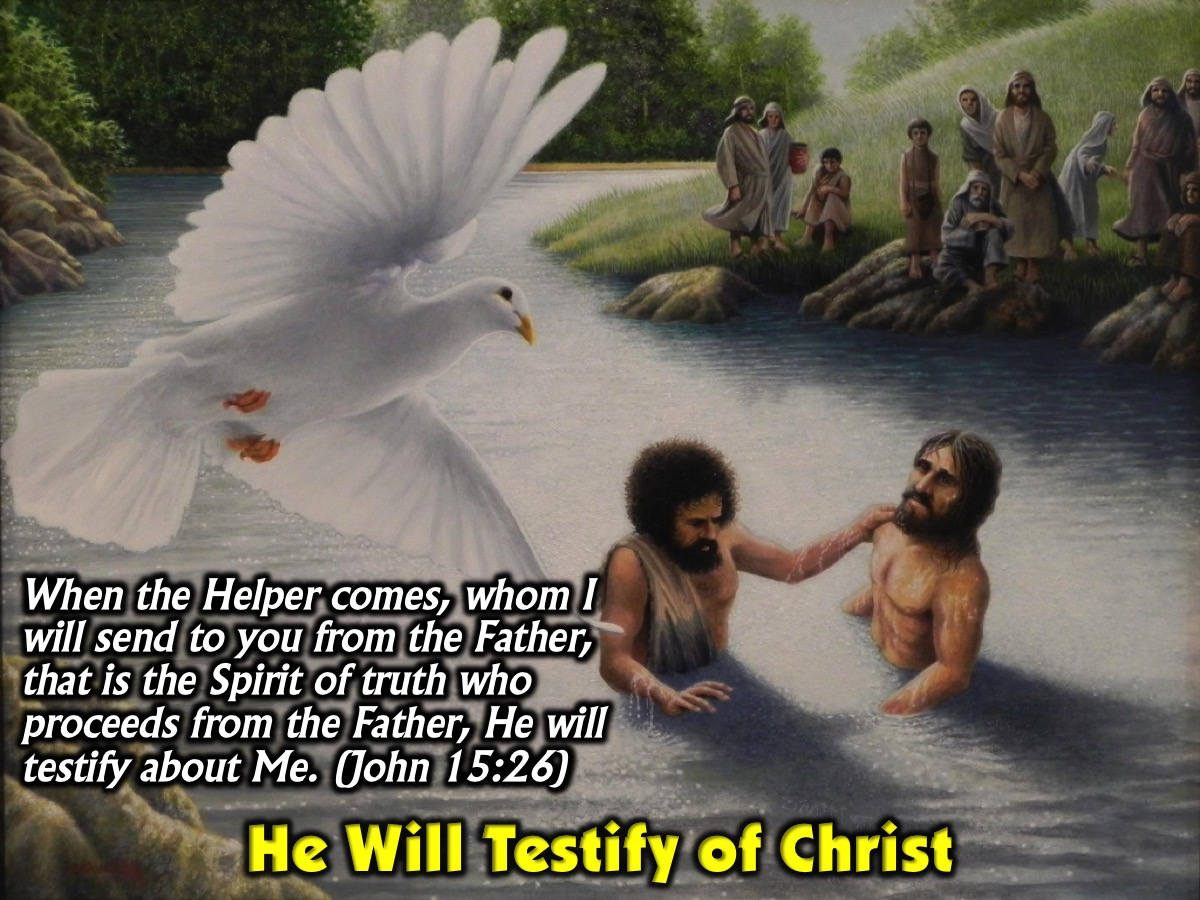 When the Helper comes, whom I
will send to you from the Father,
that is the Spirit of truth who
proceeds from the Father, He will
testify about Me. (John 15:26)
He Will Testify of Christ